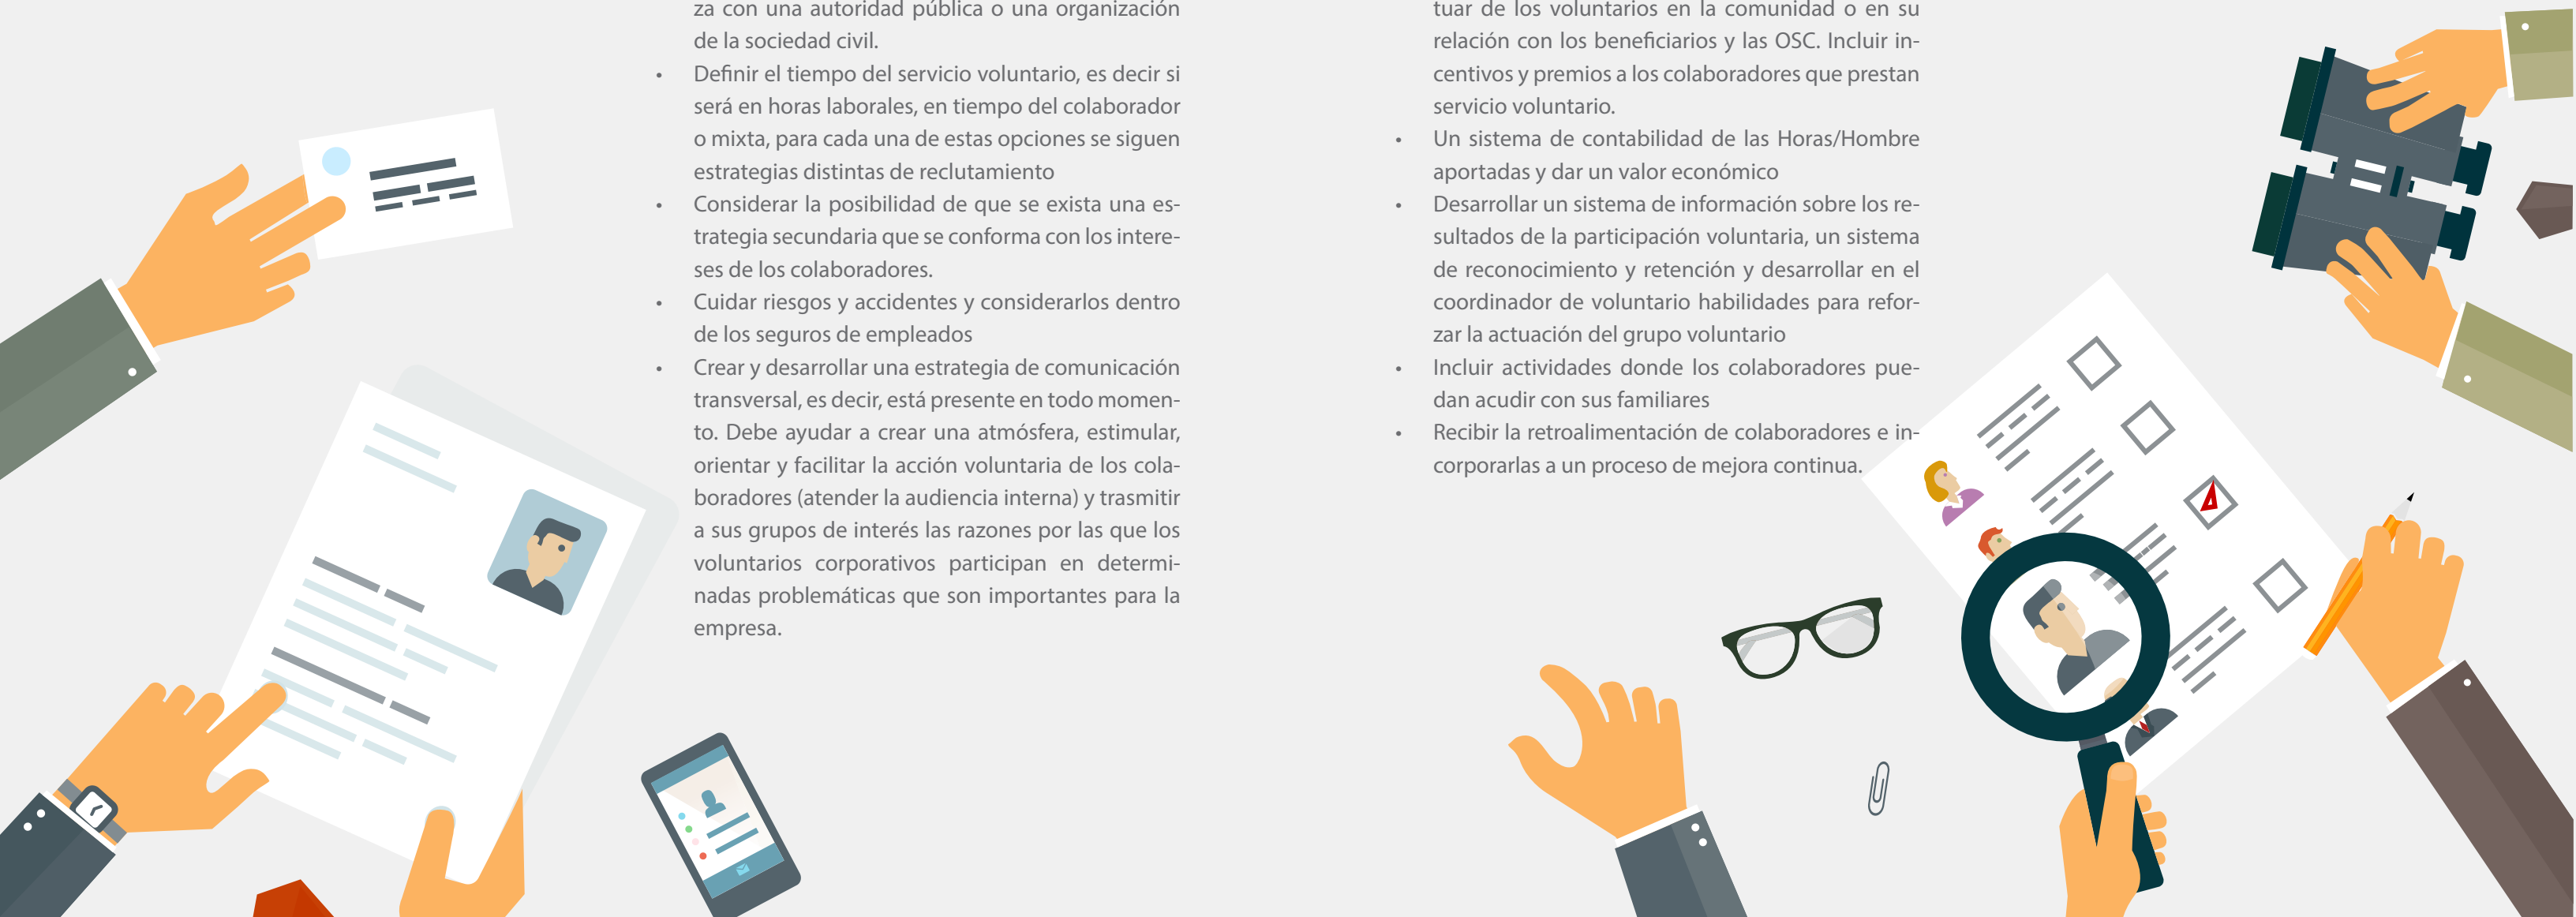 za con una autoridad pública o una organización
de la sociedad civil.
• Definir el tiempo del servicio voluntario, es decir si
será en horas laborales, en tiempo del colaborador
o mixta, para cada una de estas opciones se siguen
estrategias distintas de reclutamiento
• Considerar la posibilidad de que se exista una es-
trategia secundaria que se conforma con los intere-
ses de los colaboradores.
• Cuidar riesgos y accidentes y considerarlos dentro
de los seguros de empleados
• Crear y desarrollar una estrategia de comunicación
transversal, es decir, está presente en todo momen-
to. Debe ayudar a crear una atmósfera, estimular,
orientar y facilitar la acción voluntaria de los cola-
boradores (atender la audiencia interna) y trasmitir
a sus grupos de interés las razones por las que los
voluntarios corporativos participan en determi-
nadas problemáticas que son importantes para la
empresa.
tuar de los voluntarios en la comunidad o en su
relación con los beneficiarios y las OSC. Incluir in-
centivos y premios a los colaboradores que prestan
servicio voluntario.
• Un sistema de contabilidad de las Horas/Hombre
aportadas y dar un valor económico
• Desarrollar un sistema de información sobre los re-
sultados de la participación voluntaria, un sistema
de reconocimiento y retención y desarrollar en el
coordinador de voluntario habilidades para refor-
zar la actuación del grupo voluntario
• Incluir actividades donde los colaboradores pue-
dan acudir con sus familiares
• Recibir la retroalimentación de colaboradores e in-
corporarlas a un proceso de mejora continua.